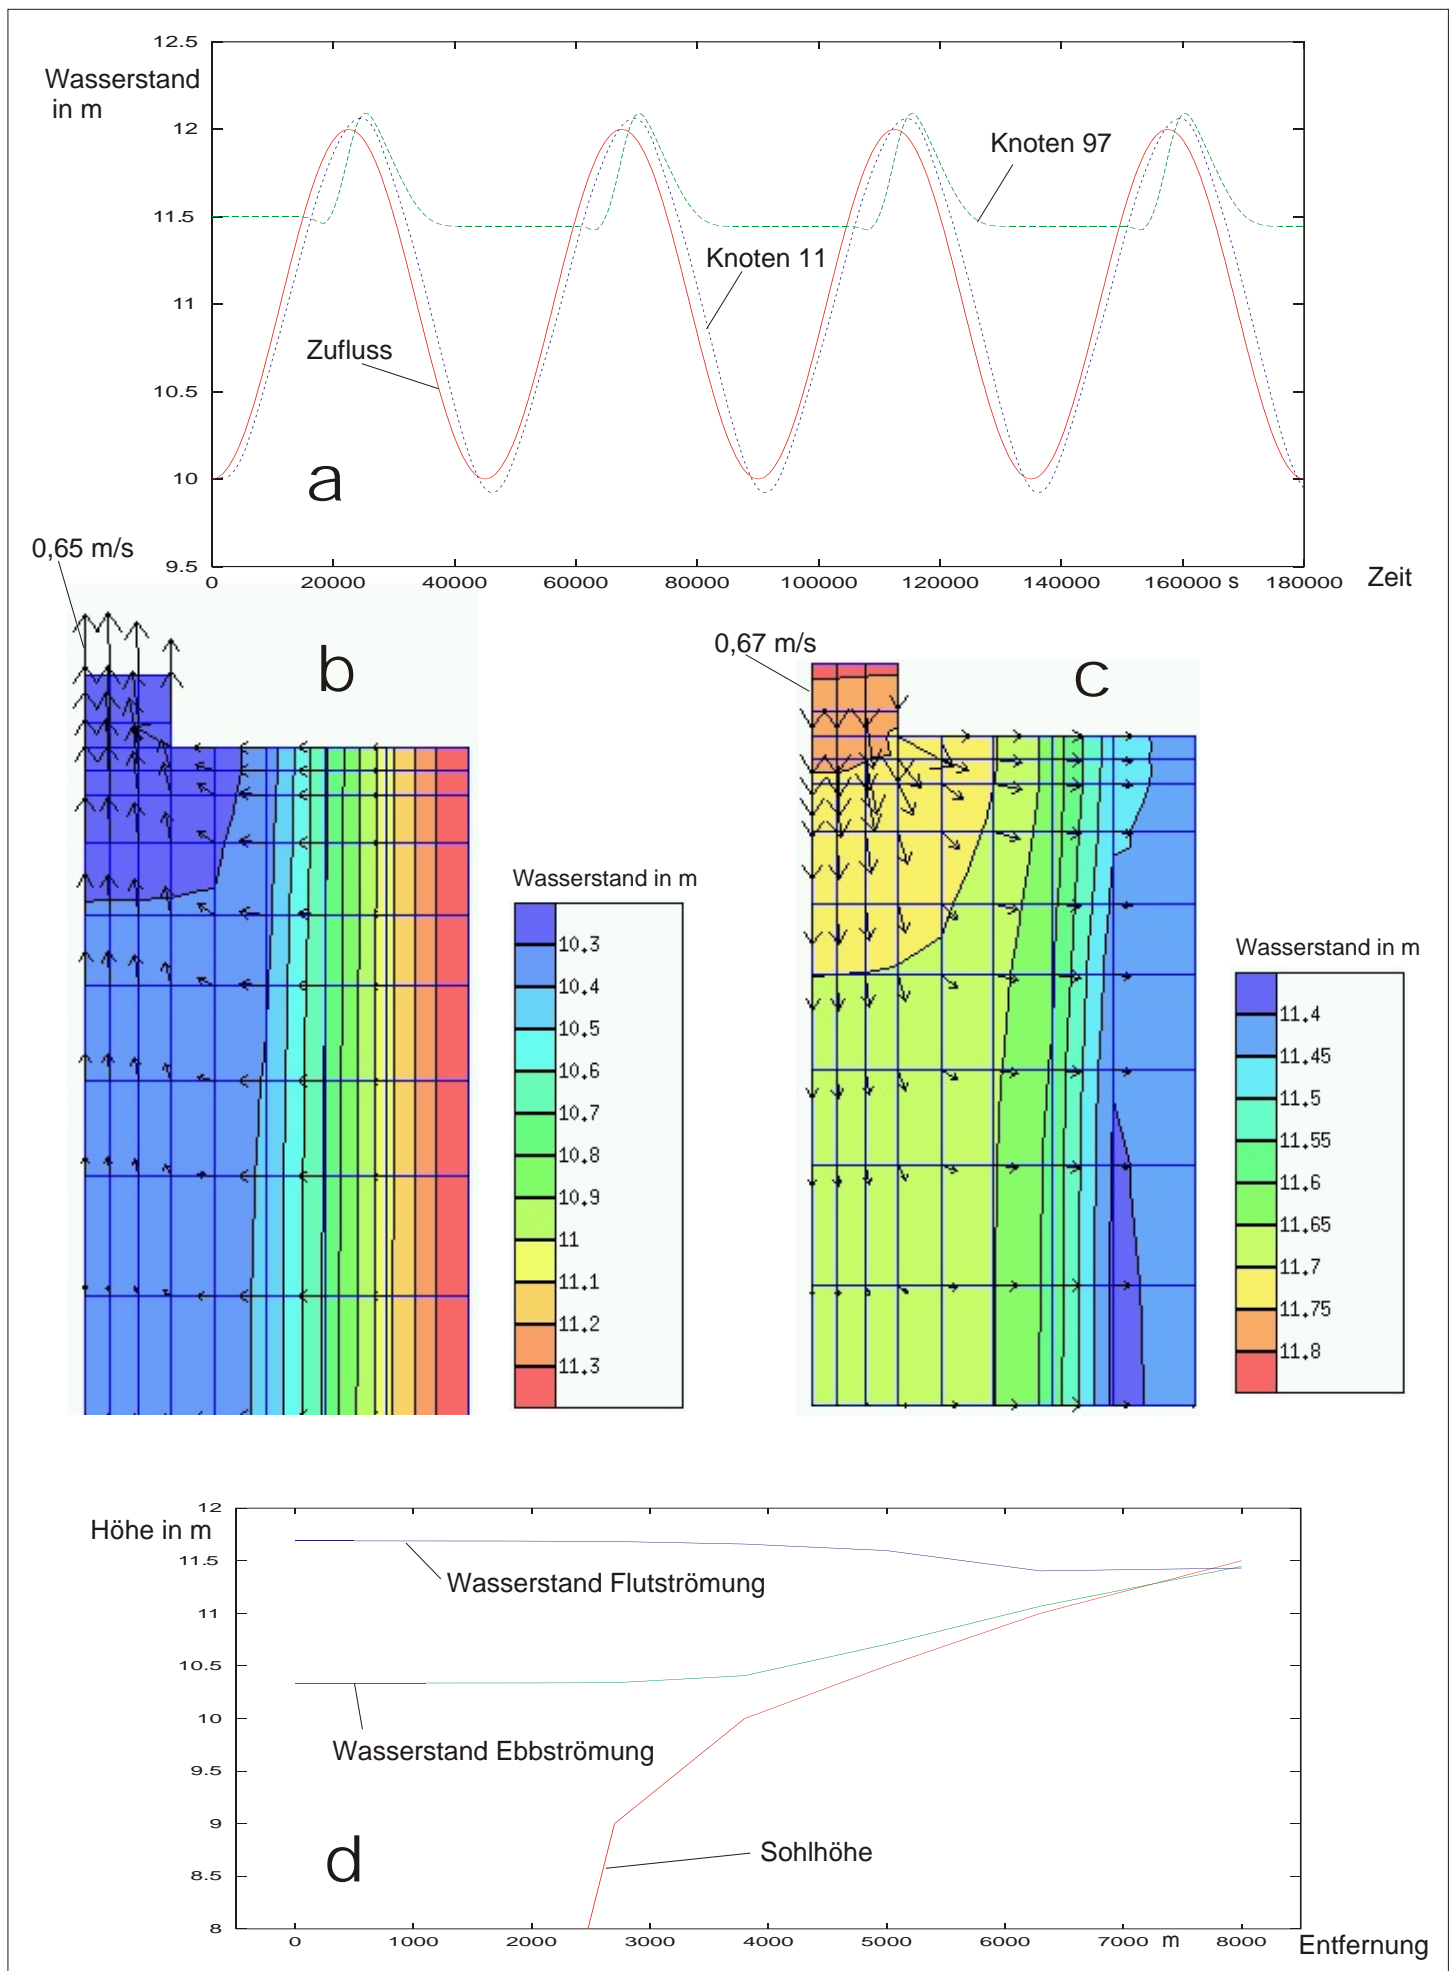 12.5
Wasserstand
in m
12
Knoten 97
11.5
Knoten 11
11
Zufluss
10.5
10
a
9.5
0 20000 40000 60000 80000 100000 120000 140000 160000 s 180000
Zeit
0,65 m/s
b
0,67 m/s
c
Wasserstand in m
10.3
10.4
10.5
10.6
10.7
10.8
10.9
11
11.1
11.2
11.3
Wasserstand in m
11.4
11.45
11.5
11.55
11.6
11.65
11.7
11.75
11.8
12
Höhe in m
11.5
Wasserstand Flutströmung
11
10.5
10
Wasserstand Ebbströmung
9.5
9
d
Sohlhöhe
8.5
8
0 1000 2000 3000 4000 5000 6000 7000 m 8000
Entfernung